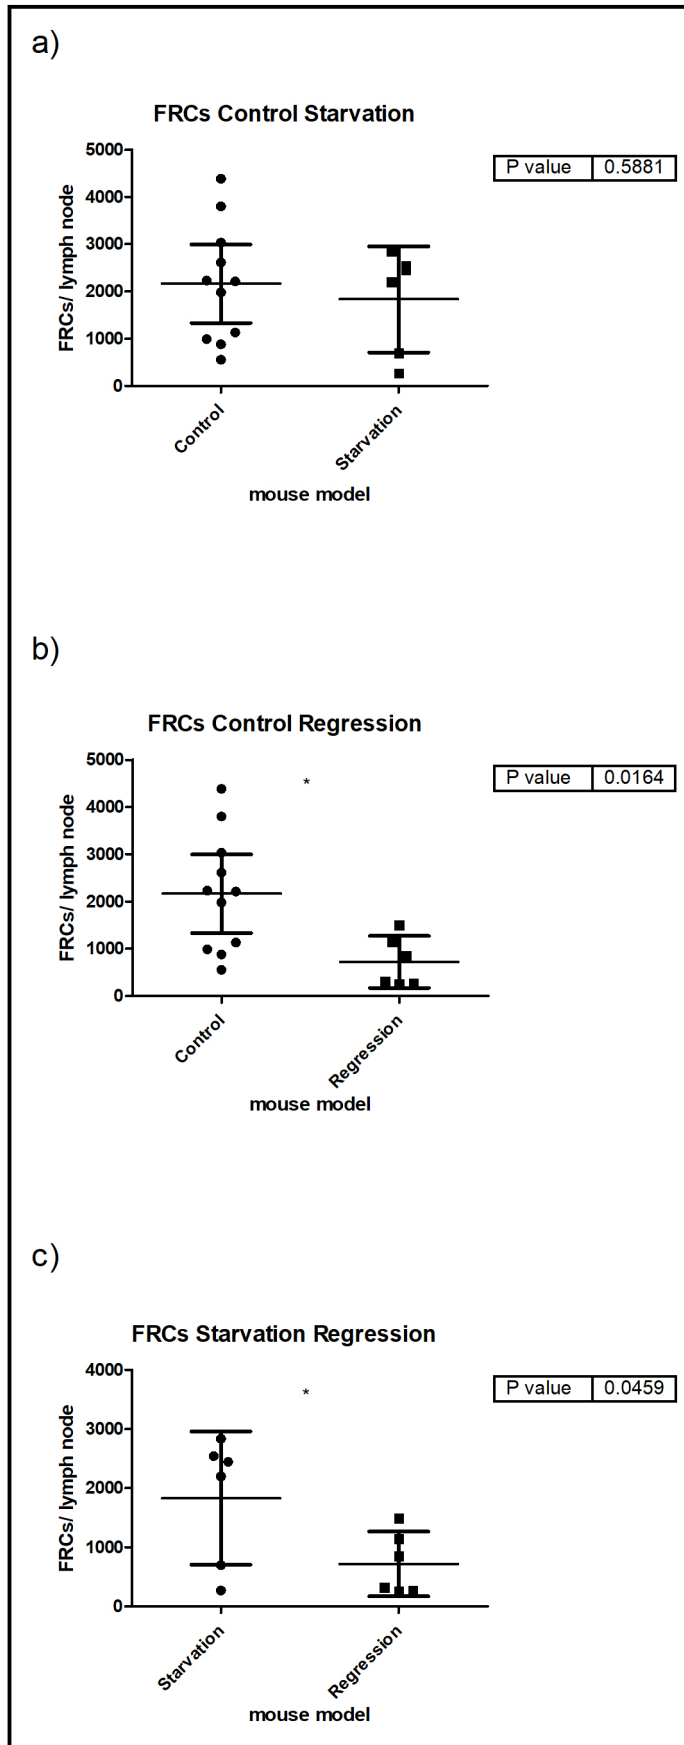 a)
FRCs Control Starvation
P value 0.5881
5000
4000
3000
2000
1000
0
FRCs/ lymph node
Control
Starvation
mouse model
b)
FRCs Control Regression
P value 0.0164
*
5000
4000
3000
2000
1000
0
FRCs/ lymph node
Control
Regression
mouse model
c)
FRCs Starvation Regression
P value 0.0459
*
4000
3000
2000
1000
0
FRCs/ lymph node
Starvation
Regression
mouse model